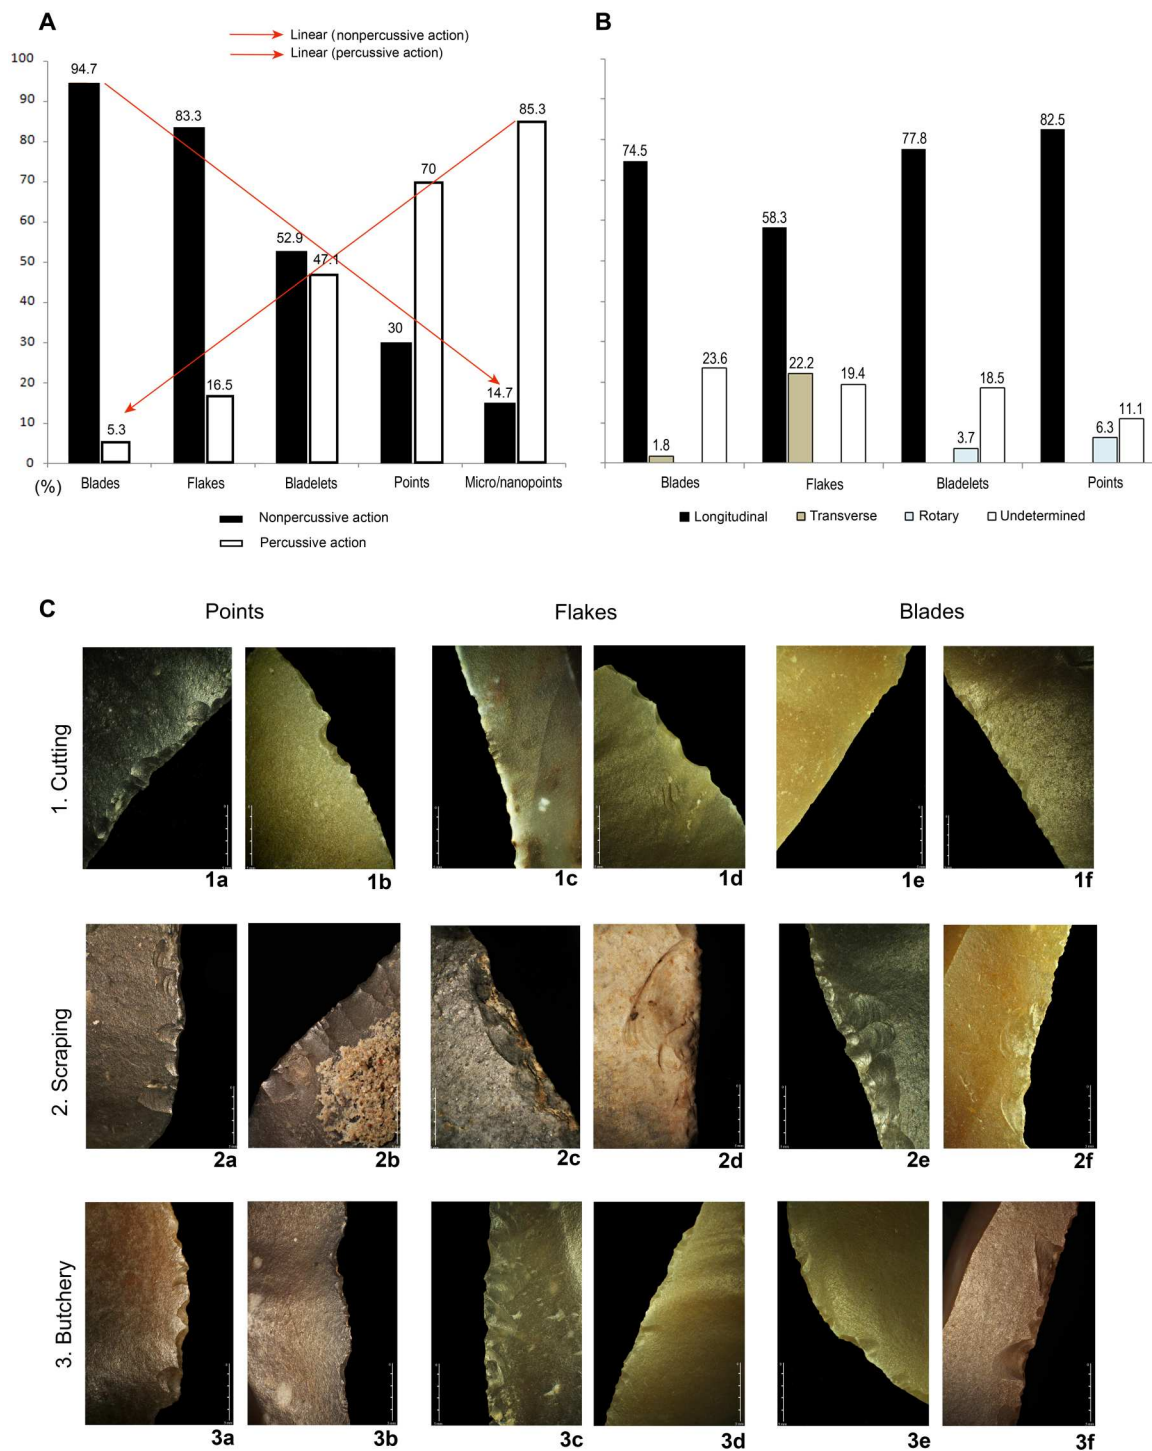 A
Linear (nonpercussive action)
Linear (percussive action)
100
90
80
70
60
50
40
30
20
10
0
(%)
94.7
5.3
83.3
16.5
52.9
47.1
30
70
14.7
85.3
Blades Flakes Bladelets Points Micro/nanopoints
Nonpercussive action
Percussive action
B
74.5
1.8
23.6
58.3
22.2
19.4
77.8
3.7
18.5
82.5
6.3
11.1
Blades Flakes Bladelets Points
Longitudinal Transverse Rotary Undetermined
C
Points Flakes Blades
1. Cutting
1a 1b 1c 1d 1e 1f
2. Scraping
2a 2b 2c 2d 2e 2f
3. Butchery
3a 3b 3c 3d 3e 3f